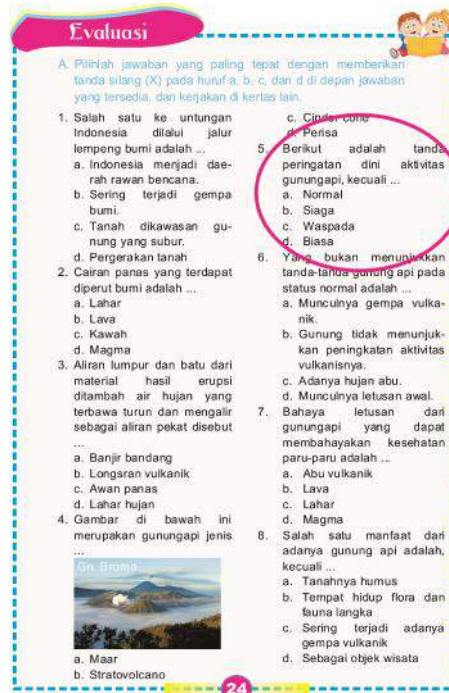 Evaluasi
A. Pilihlah jawaban yang paling tepat dengan memberikan
tanda silang (X) pada huruf a, b, c, dan d di depan jawaban
yang tersedia, dan kerjakan di kertas lain.
1. Salah satu ke untungan
Indonesia dilalui jalur
lempeng bumi adalah ...
a. Indonesia menjadi dae-
rah rawan bencana.
b. Sering terjadi gempa
bumi.
c. Tanah dikawasan gu-
nung yang subur.
d. Pergerakan tanah
2. Cairan panas yang terdapat
diperut bumi adalah ...
a. Lahar
b. Lava
c. Kawah
d. Magma
3. Aliran lumpur dan batu dari
material hasil erupsi
ditambah air hujan yang
terbawa turun dan mengalir
sebagai aliran pekat disebut
...
a. Banjir bandang
b. Longsran vulkanik
c. Awan panas
d. Lahar hujan
4. Gambar di bawah ini
merupakan gunungapi jenis
...
Gn. Bromo
a. Maar
b. Stratovolcano
c. Cinder cone
d. Perisa
5. Berikut adalah tanda
peringatan dini aktivitas
gunungapi, kecuali ...
a. Normal
b. Siaga
c. Waspada
d. Biasa
6. Yang bukan menunjukkan
tanda-tanda gunung api pada
status normal adalah ...
a. Munculnya gempa vulka-
nik.
b. Gunung tidak menunjuk-
kan peningkatan aktivitas
vulkanisnya.
c. Adanya hujan abu.
d. Munculnya letusan awal.
7. Bahaya letusan dari
gunungapi yang dapat
membahayakan kesehatan
paru-paru adalah ...
a. Abu vulkanik
b. Lava
c. Lahar
d. Magma
8. Salah satu manfaat dari
adanya gunung api adalah,
kecuali ...
a. Tanahnya humus
b. Tempat hidup flora dan
fauna langka
c. Sering terjadi adanya
gempa vulkanik
d. Sebagai objek wisata
24